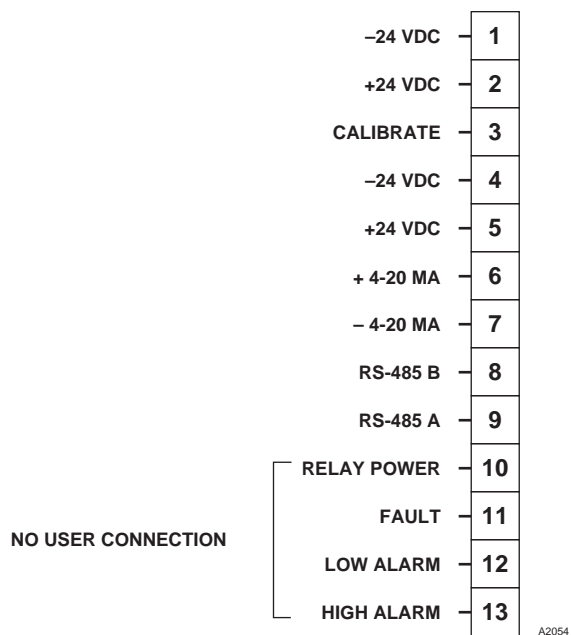 –24 VDC 1
+24 VDC 2
CALIBRATE 3
–24 VDC 4
+24 VDC 5
+ 4-20 MA 6
– 4-20 MA 7
RS-485 B 8
RS-485 A 9
RELAY POWER 10
FAULT 11
NO USER CONNECTION
LOW ALARM 12
HIGH ALARM 13
A2054